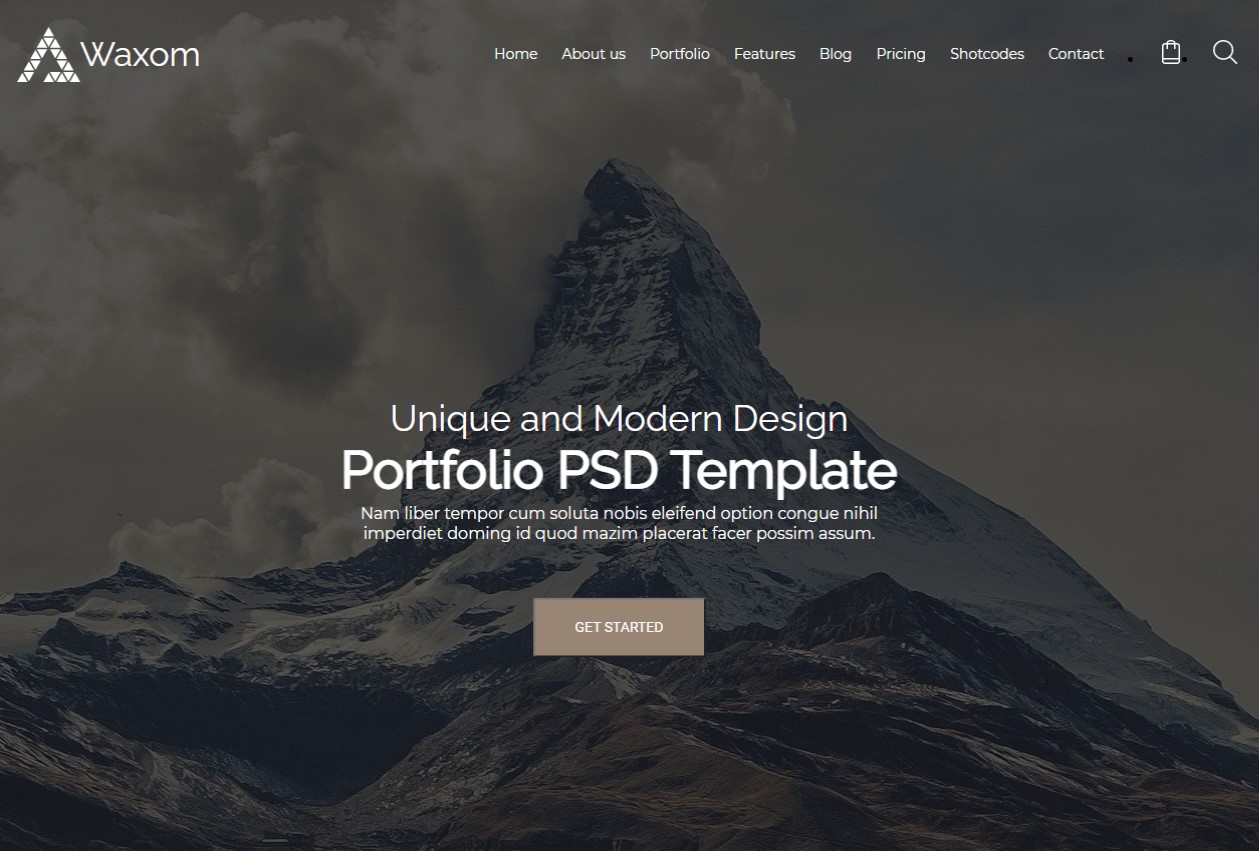 Waxom
Home About us Portfolio Features Blog Pricing Shotcodes Contact
Unique and Modern Design
Portfolio PSD Template
Nam liber tempor cum soluta nobis eleifend option congue nihil
imperdiet doming id quod mazim placerat facer possim assum.
GET STARTED